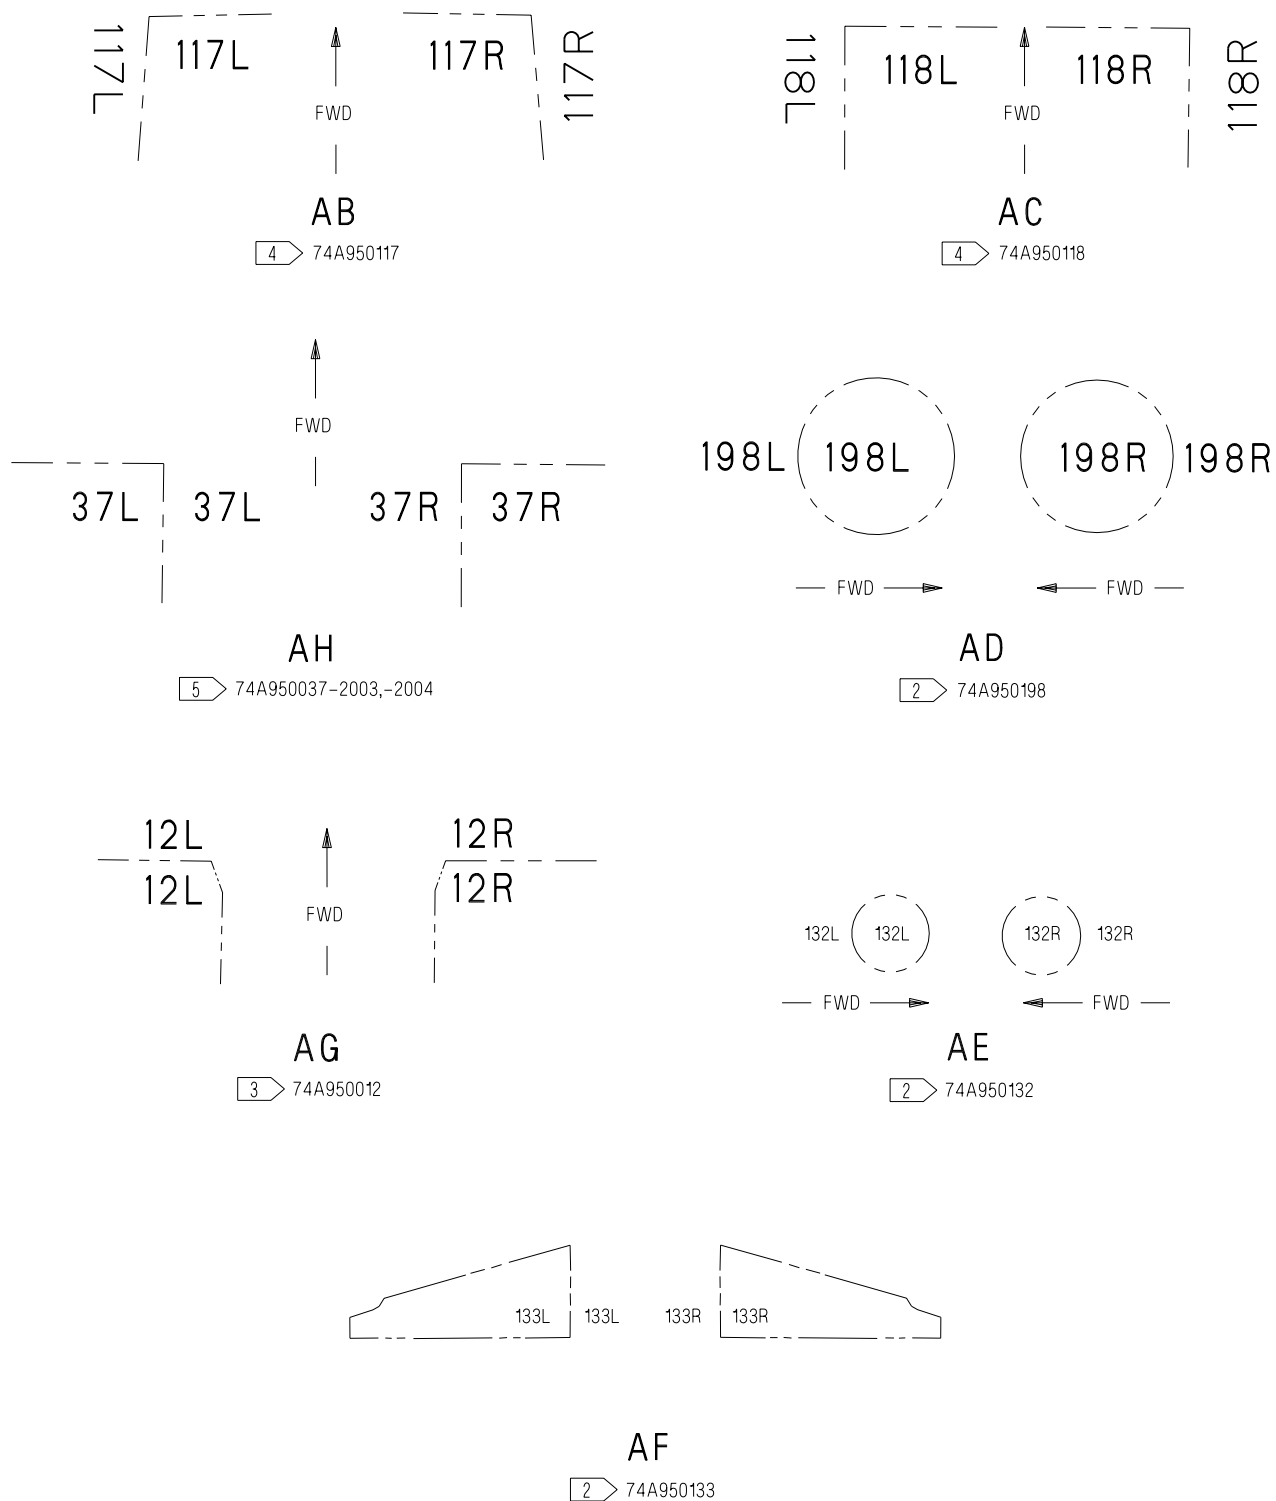 117L 117L 117R 117R
FWD
AB
4 74A950117
118L 118L 118R 118R
FWD
AC
4 74A950118
FWD
37L 37L 37R 37R
AH
5 74A950037-2003,-2004
198L 198L 198R 198R
FWD FWD
AD
2 74A950198
12L 12R
12L 12R
FWD
AG
3 74A950012
132L 132L 132R 132R
FWD FWD
AE
2 74A950132
133L 133L 133R 133R
AF
2 74A950133